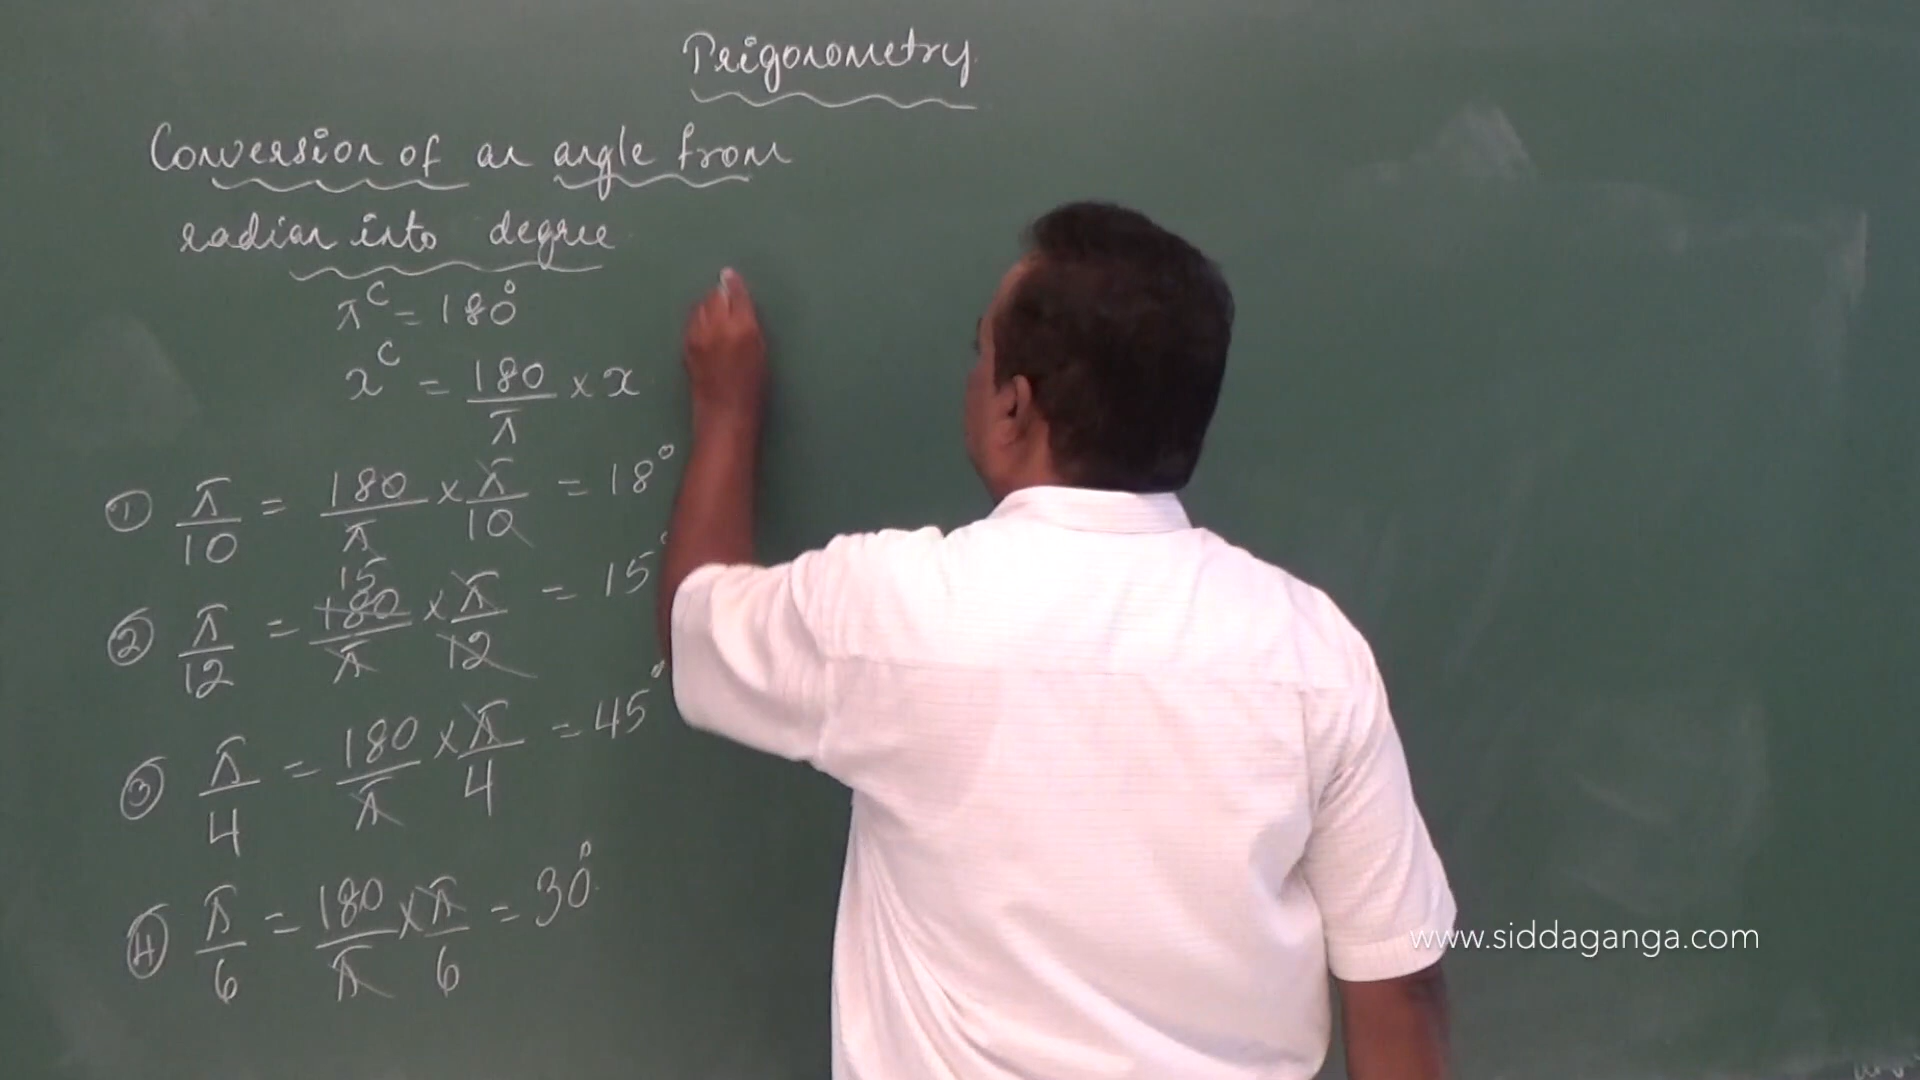 Trigonometry
Conversion of an angle from
radian into degree
π^c = 180°
x^c = 180/π × x
① π/10 = 180/π × π/10 = 18°
② π/12 = 15 180/π × π/12 = 15°
③ π/4 = 180/π × π/4 = 45°
④ π/6 = 180/π × π/6 = 30°
www.siddaganga.com